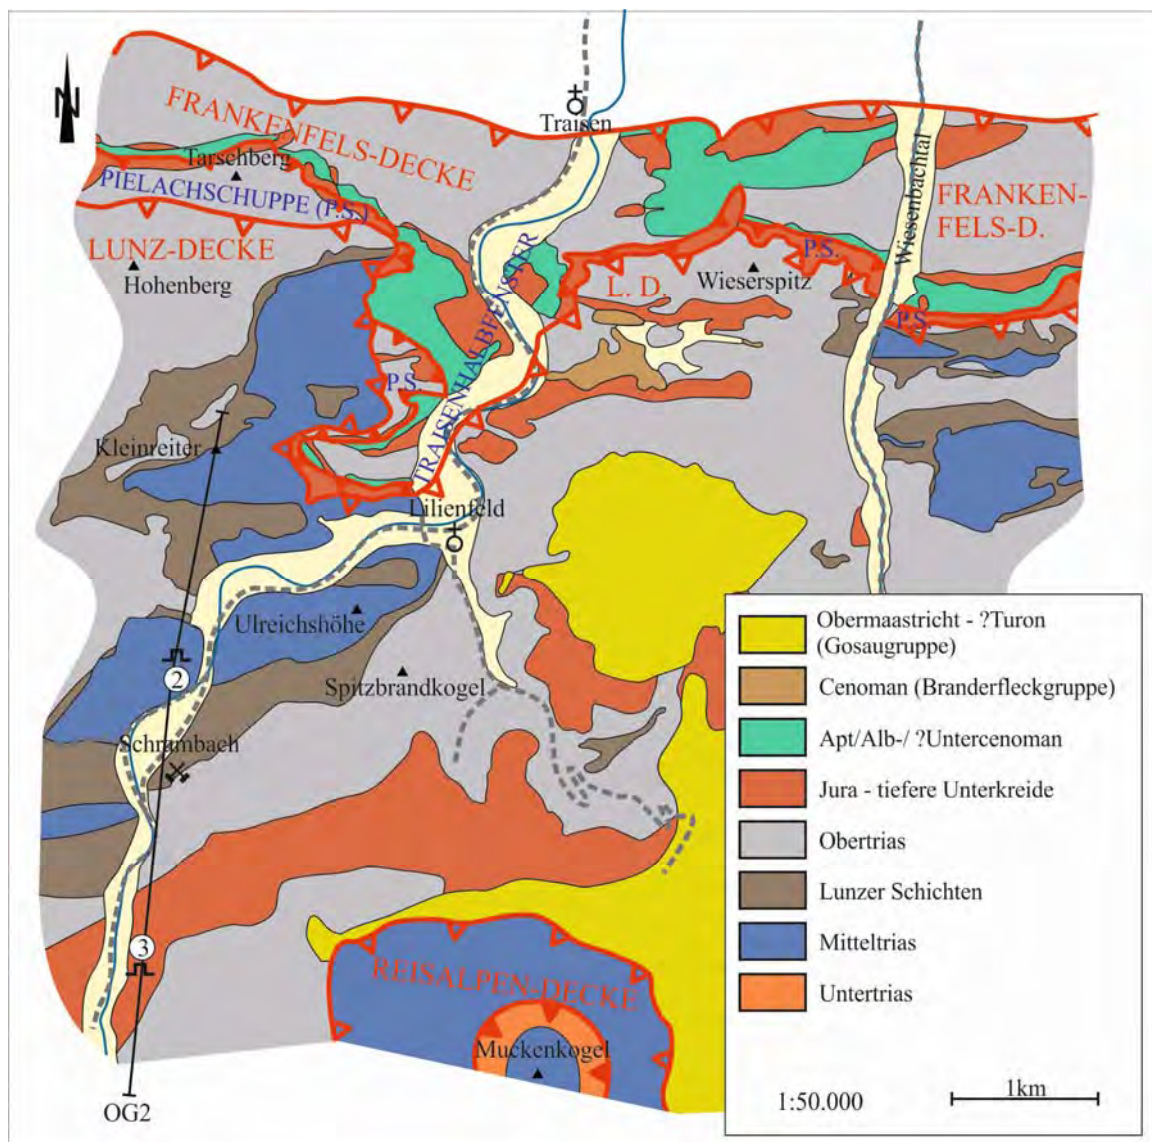 N
Traisen
FRANKENFELS-DECKE
Tarschberg
PIELACHSCHUPPE (P.S.)
LUNZ-DECKE
Hohenberg
TRAISENHALBFENSTER
Wiesenbachtal
FRANKEN-
FELS-D.
P.S.
L. D.
Wieserspitz
P.S.
P.S.
Kleinreiter
Lilienfeld
Ulreichshöhe
Spitzbrandkogel
2
Schrambach
3
REISALPEN-DECKE
Muckenkogel
OG2
Obermaastricht - ?Turon
(Gosaugruppe)
Cenoman (Branderfleckgruppe)
Apt/Alb-/ ?Untercenoman
Jura - tiefere Unterkreide
Obertrias
Lunzer Schichten
Mitteltrias
Untertrias
1:50.000
1km